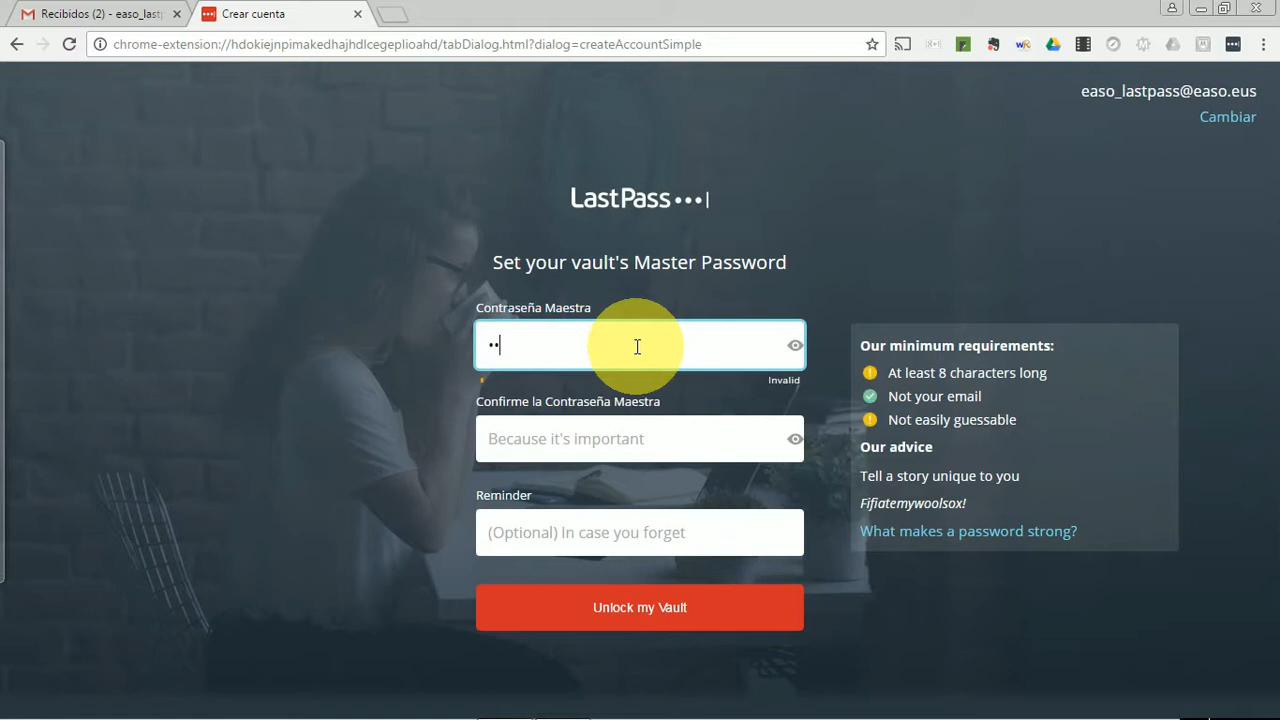 Recibidos (2) - easo_lastp
Crear cuenta
chrome-extension://hdokiejnpimakedhajhdlcegeplioahd/tabDialog.html?dialog=createAccountSimple
easo_lastpass@easo.eus
Cambiar
LastPass •••|
Set your vault's Master Password
Contraseña Maestra
••
Invalid
Confirme la Contraseña Maestra
Because it's important
Reminder
(Optional) In case you forget
Unlock my Vault
Our minimum requirements:
At least 8 characters long
Not your email
Not easily guessable
Our advice
Tell a story unique to you
Fifiatemywoolsox!
What makes a password strong?